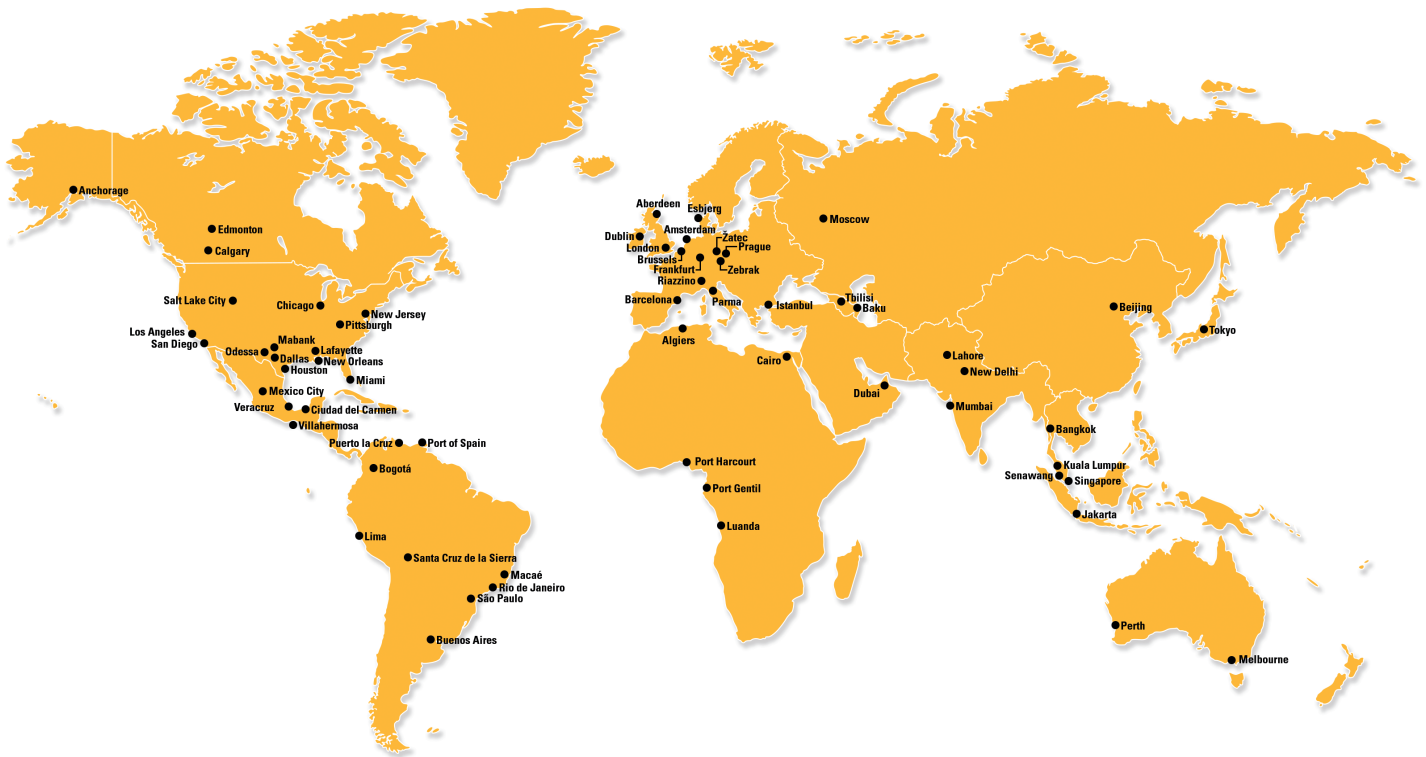 Anchorage
Edmonton
Calgary
Salt Lake City
Chicago
New Jersey
Pittsburgh
Los Angeles
San Diego
Mabank
Odessa
Dallas
Lafayette
New Orleans
Houston
Miami
Mexico City
Veracruz
Ciudad del Carmen
Villahermosa
Puerto la Cruz
Port of Spain
Bogotá
Lima
Santa Cruz de la Sierra
Macaé
Rio de Janeiro
São Paulo
Buenos Aires
Aberdeen
Esbjerg
Dublin
Amsterdam
London
Brussels
Žatec
Prague
Frankfurt
Zebrak
Riazzino
Barcelona
Parma
Istanbul
Moscow
Tbilisi
Baku
Algiers
Cairo
Dubai
Port Harcourt
Port Gentil
Luanda
Lahore
New Delhi
Mumbai
Beijing
Tokyo
Bangkok
Kuala Lumpur
Senawang
Singapore
Jakarta
Perth
Melbourne